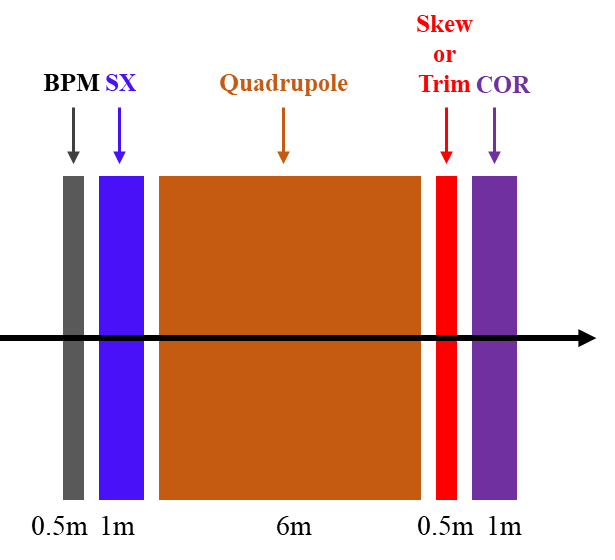 Skew
or
BPM SX Quadrupole Trim COR
0.5m 1m 6m 0.5m 1m